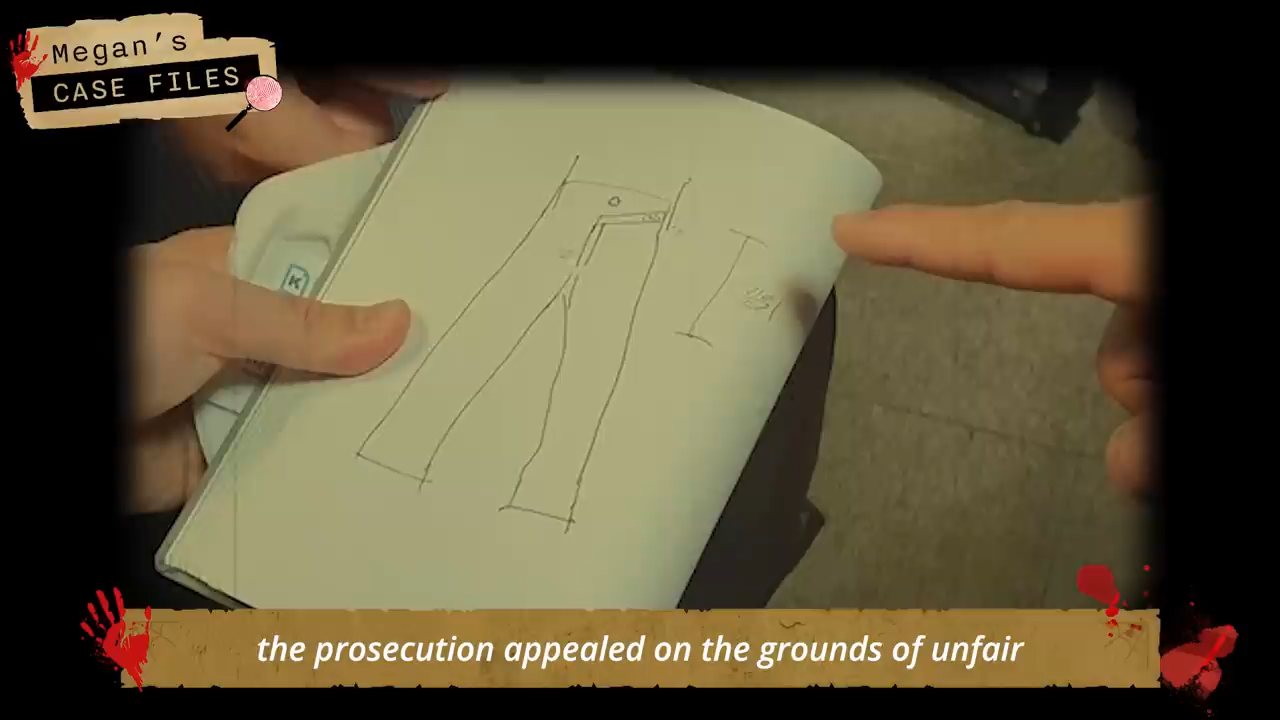 Megan's
CASE FILES
K
the prosecution appealed on the grounds of unfair